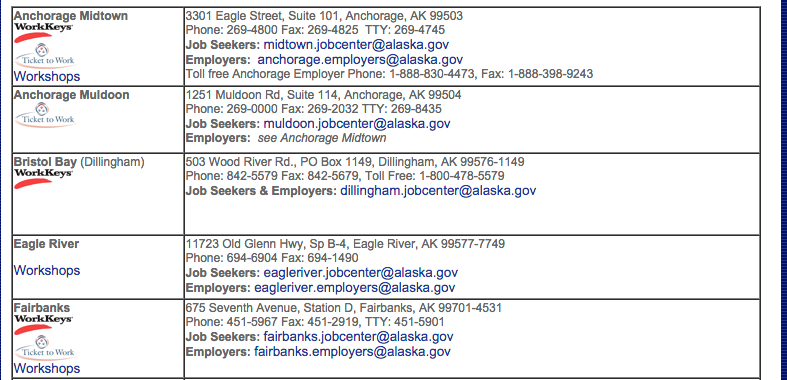 Anchorage Midtown
WorkKeys
Ticket to Work
Workshops
3301 Eagle Street, Suite 101, Anchorage, AK 99503
Phone: 269-4800 Fax: 269-4825 TTY: 269-4745
Job Seekers: midtown.jobcenter@alaska.gov
Employers: anchorage.employers@alaska.gov
Toll free Anchorage Employer Phone: 1-888-830-4473, Fax: 1-888-398-9243
Anchorage Muldoon
Ticket to Work
1251 Muldoon Rd, Suite 114, Anchorage, AK 99504
Phone: 269-0000 Fax: 269-2032 TTY: 269-8435
Job Seekers: muldoon.jobcenter@alaska.gov
Employers: see Anchorage Midtown
Bristol Bay (Dillingham)
WorkKeys
503 Wood River Rd., PO Box 1149, Dillingham, AK 99576-1149
Phone: 842-5579 Fax: 842-5679, Toll Free: 1-800-478-5579
Job Seekers & Employers: dillingham.jobcenter@alaska.gov
Eagle River
Workshops
11723 Old Glenn Hwy, Sp B-4, Eagle River, AK 99577-7749
Phone: 694-6904 Fax: 694-1490
Job Seekers: eagleriver.jobcenter@alaska.gov
Employers: eagleriver.employers@alaska.gov
Fairbanks
WorkKeys
Ticket to Work
Workshops
675 Seventh Avenue, Station D, Fairbanks, AK 99701-4531
Phone: 451-5967 Fax: 451-2919, TTY: 451-5901
Job Seekers: fairbanks.jobcenter@alaska.gov
Employers: fairbanks.employers@alaska.gov